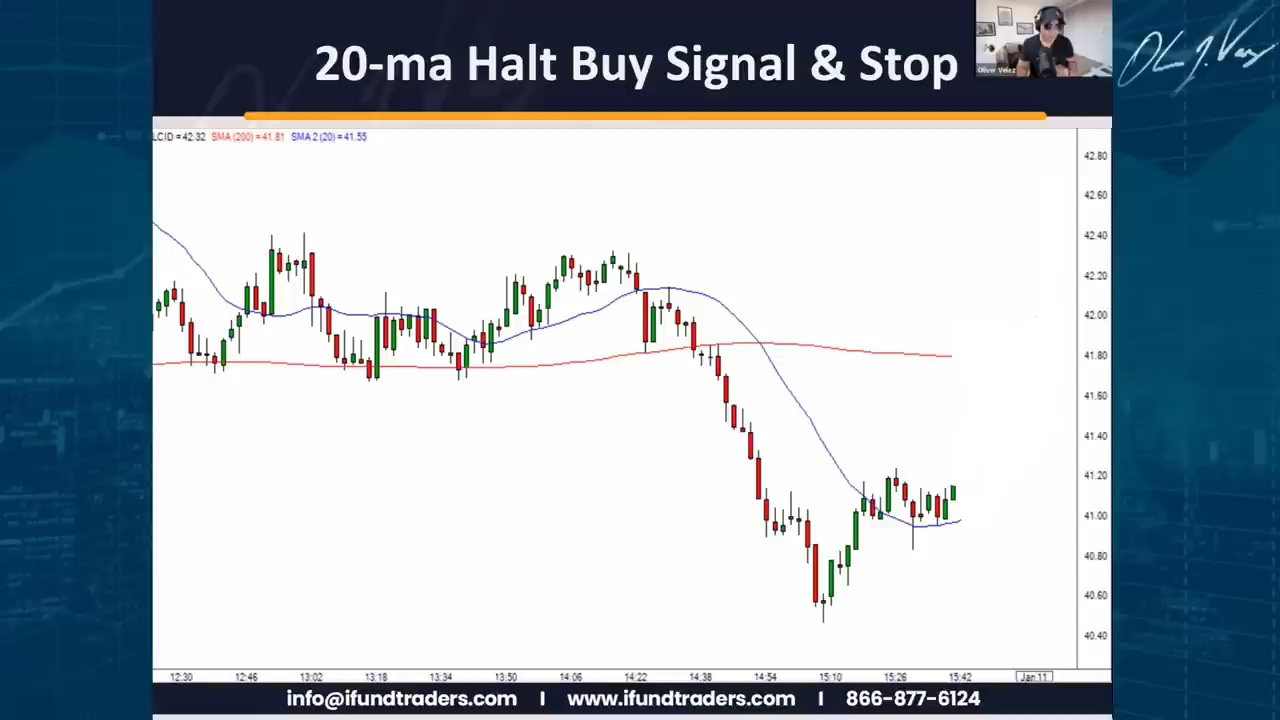 20-ma Halt Buy Signal & Stop
Oliver Velez
LCID = 42.32 SMA (200) = 41.81 SMA 2 (20) = 41.55
42.80
42.60
42.40
42.20
42.00
41.80
41.60
41.40
41.20
41.00
40.80
40.60
40.40
12:30 12:46 13:02 13:18 13:34 13:50 14:06 14:22 14:38 14:54 15:10 15:26 15:42 Jan 11
info@ifundtraders.com I www.ifundtraders.com I 866-877-6124